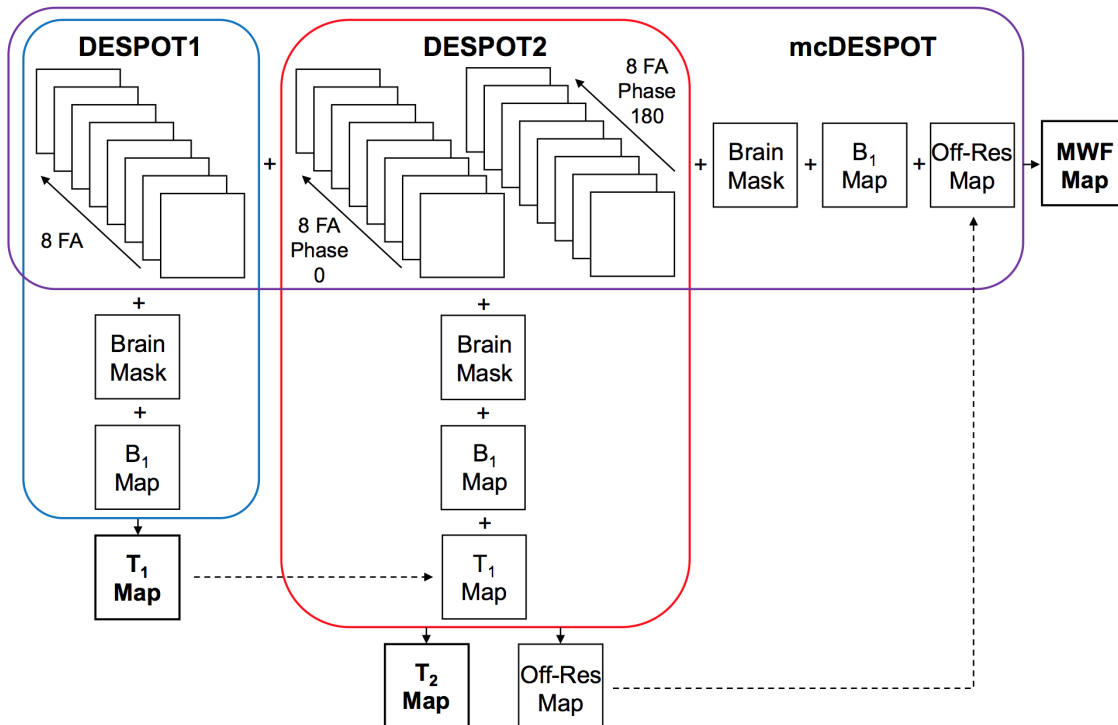 DESPOT1
DESPOT2
mcDESPOT
8 FA
+
8 FA
Phase
0
8 FA
Phase
180
+
Brain
Mask
+
B₁
Map
+
Off-Res
Map
MWF
Map
+
Brain
Mask
+
B₁
Map
T₁
Map
+
Brain
Mask
+
B₁
Map
+
T₁
Map
T₂
Map
Off-Res
Map